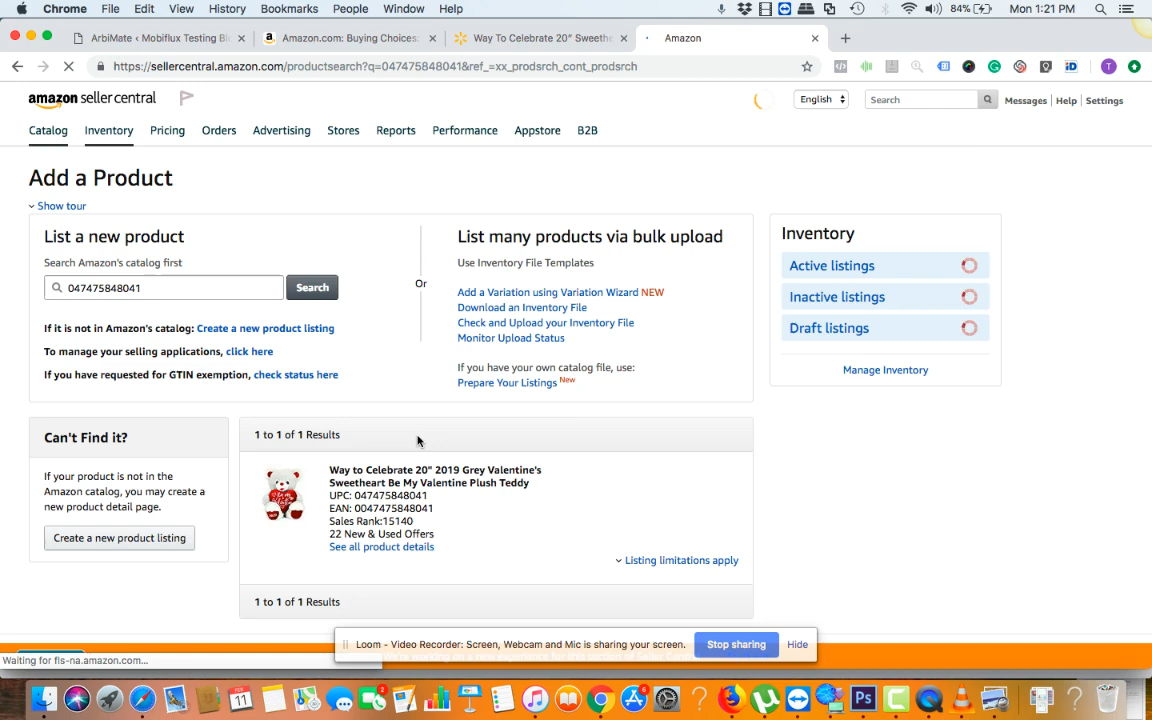 Chrome File Edit View History Bookmarks People Window Help 84% Mon 1:21 PM
ArbiMate ‹ Mobiflux Testing Bl × Amazon.com: Buying Choices: × Way To Celebrate 20" Sweethe × Amazon × +
https://sellercentral.amazon.com/productsearch?q=047475848041&ref_=xx_prodsrch_cont_prodsrch
amazon seller central English Search Messages | Help | Settings
Catalog Inventory Pricing Orders Advertising Stores Reports Performance Appstore B2B
Add a Product
Show tour
List a new product
Search Amazon's catalog first
047475848041 Search
If it is not in Amazon's catalog: Create a new product listing
To manage your selling applications, click here
If you have requested for GTIN exemption, check status here
Or
List many products via bulk upload
Use Inventory File Templates
Add a Variation using Variation Wizard NEW
Download an Inventory File
Check and Upload your Inventory File
Monitor Upload Status
If you have your own catalog file, use:
Prepare Your Listings New
Inventory
Active listings
Inactive listings
Draft listings
Manage Inventory
Can't Find it?
If your product is not in the
Amazon catalog, you may create a
new product detail page.
Create a new product listing
1 to 1 of 1 Results
Way to Celebrate 20" 2019 Grey Valentine's
Sweetheart Be My Valentine Plush Teddy
UPC: 047475848041
EAN: 0047475848041
Sales Rank:15140
22 New & Used Offers
See all product details
Listing limitations apply
1 to 1 of 1 Results
Loom - Video Recorder: Screen, Webcam and Mic is sharing your screen. Stop sharing Hide
Waiting for fls-na.amazon.com...